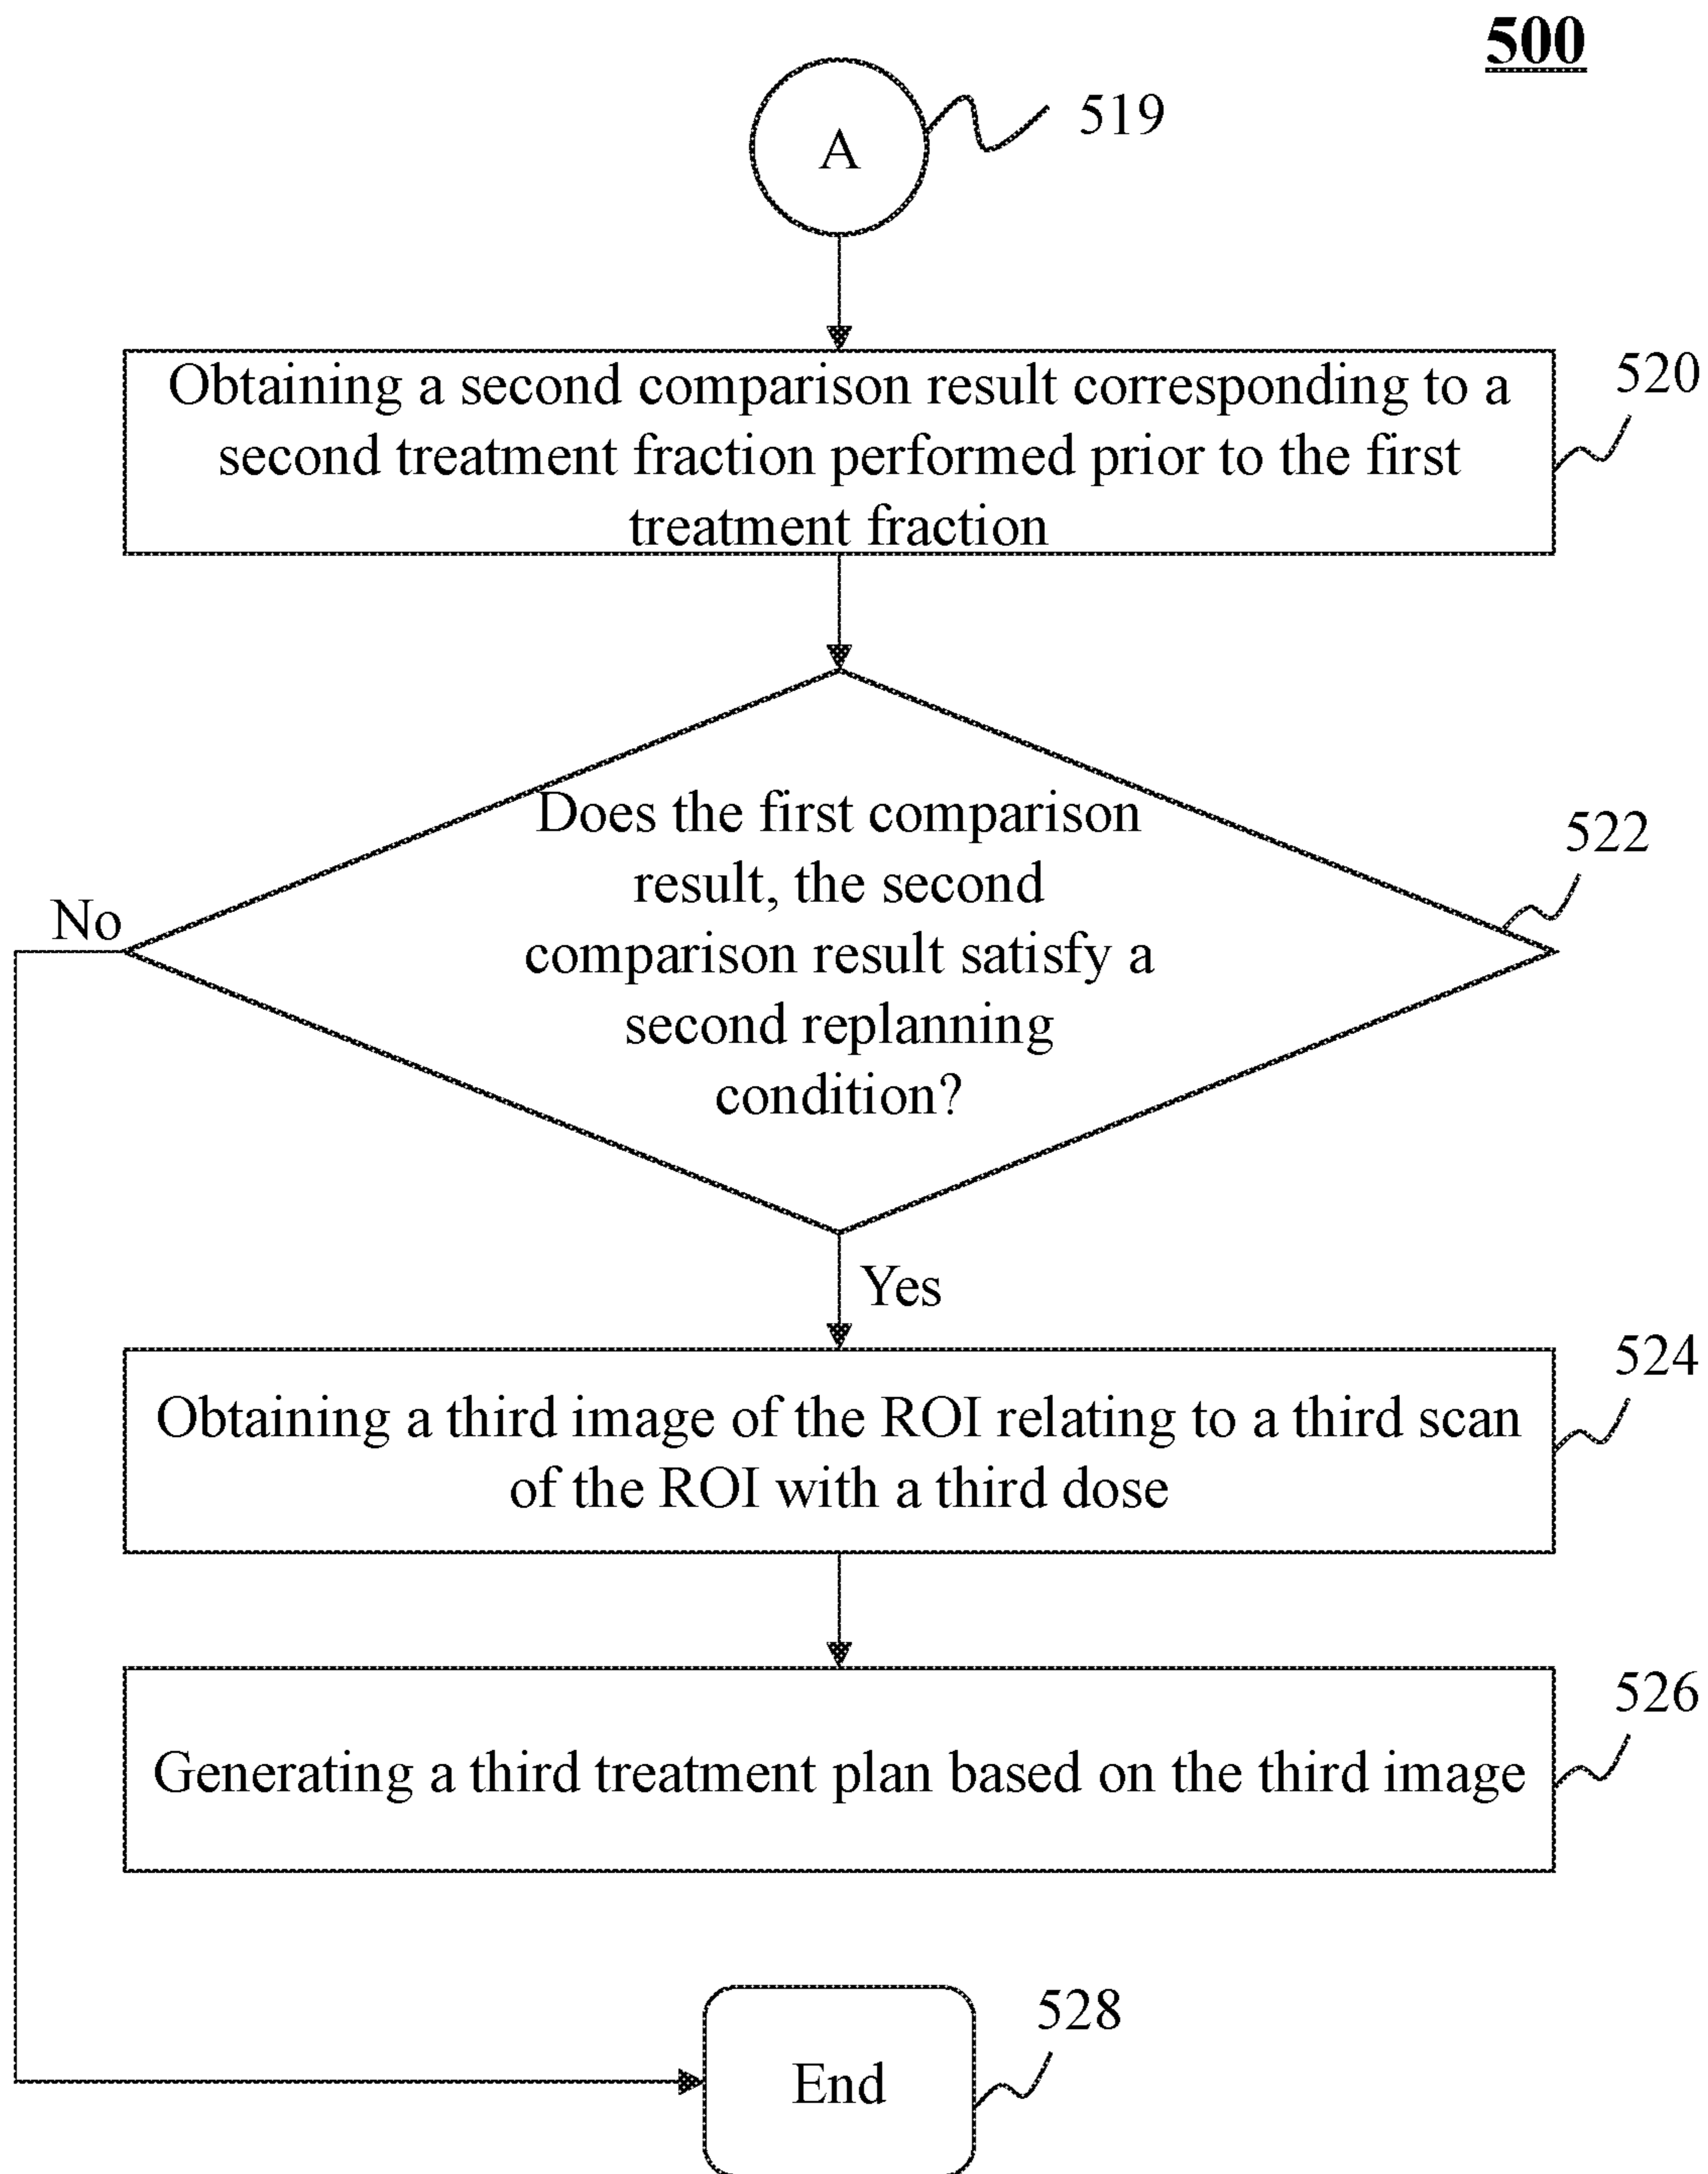 500
A
519
Obtaining a second comparison result corresponding to a
second treatment fraction performed prior to the first
treatment fraction
520
Does the first comparison
result, the second
comparison result satisfy a
second replanning
condition?
522
No
Yes
Obtaining a third image of the ROI relating to a third scan
of the ROI with a third dose
524
Generating a third treatment plan based on the third image
526
End
528